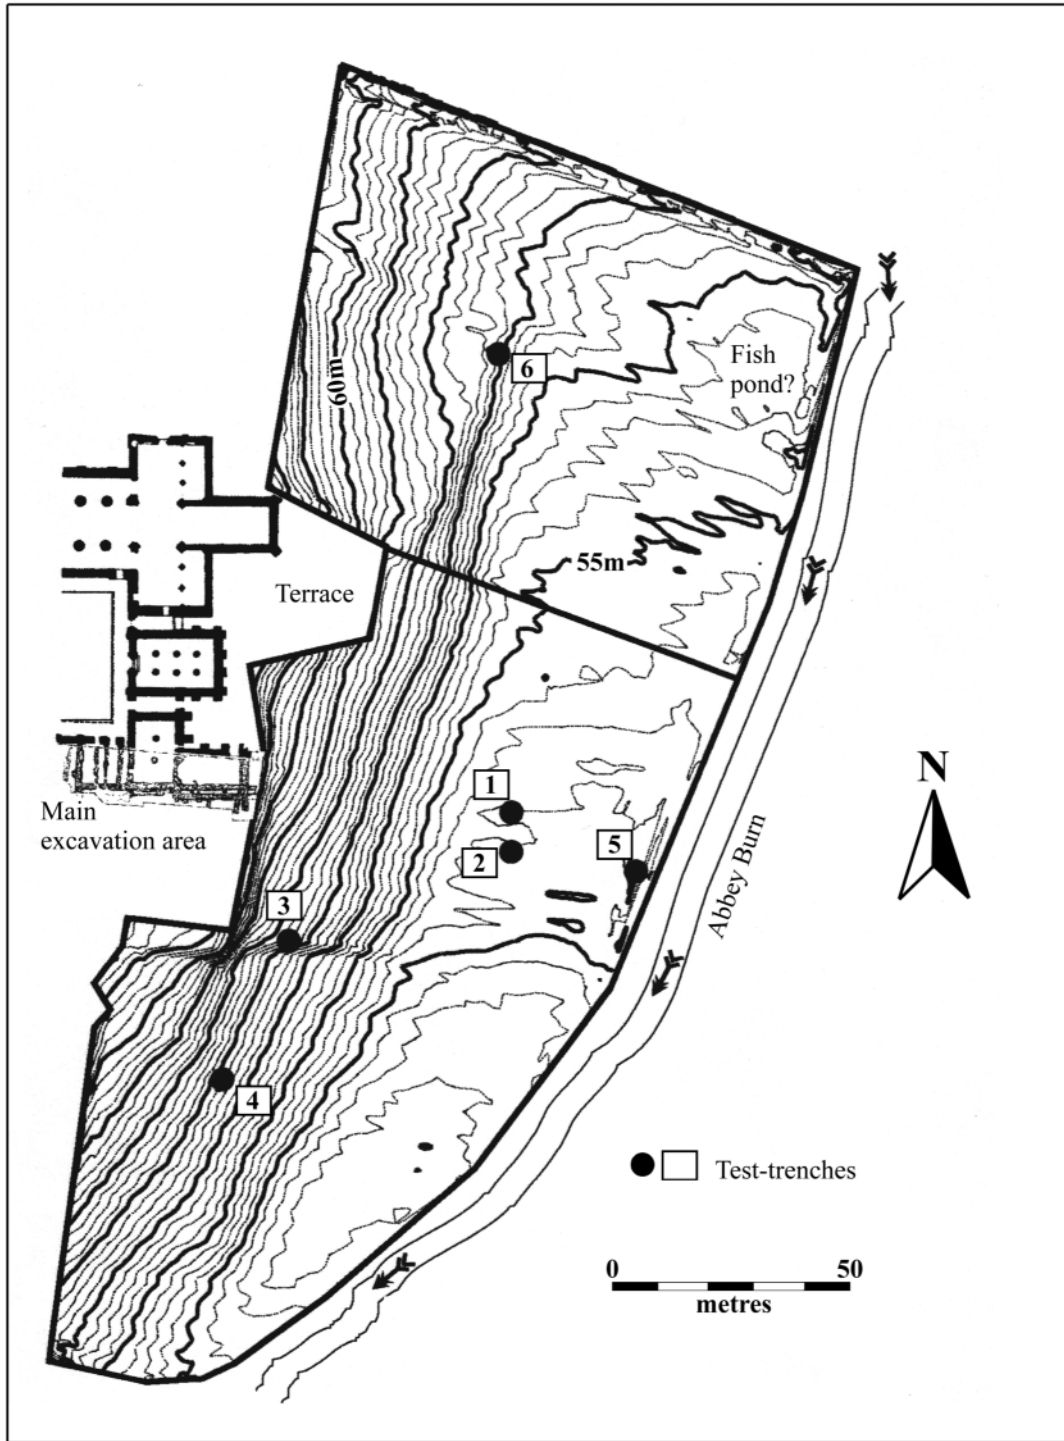 Fish
pond?
6
60m
55m
Terrace
N
1
Main
excavation area
2
5
3
Abbey Burn
4
Test-trenches
0 50
metres